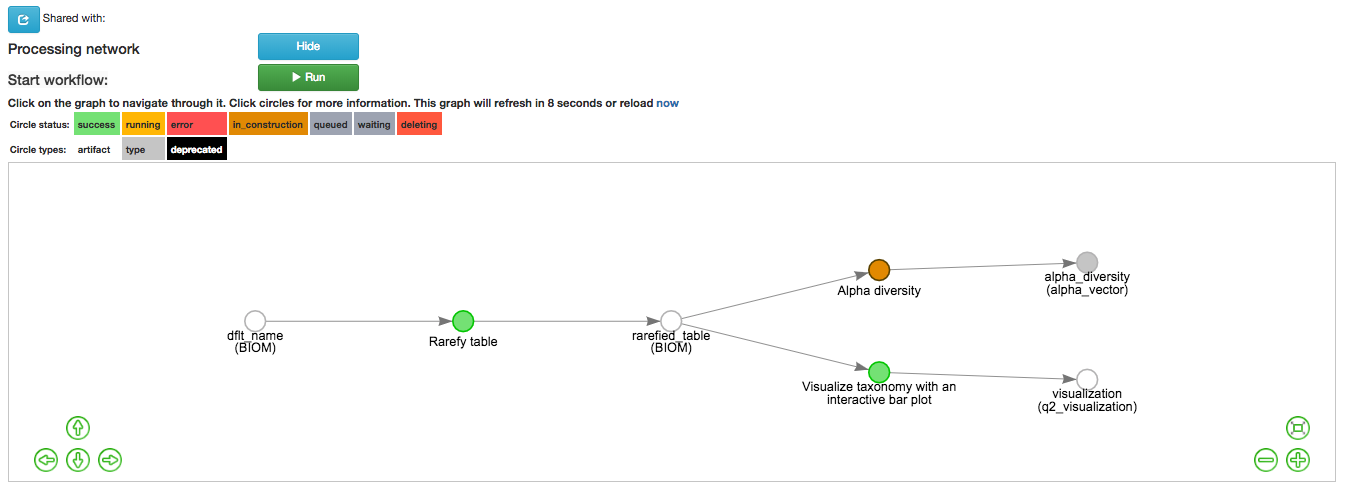 Shared with:
Processing network
Hide
Start workflow:
Run
Click on the graph to navigate through it. Click circles for more information. This graph will refresh in 8 seconds or reload now
Circle status: success running error in_construction queued waiting deleting
Circle types: artifact type deprecated
Alpha diversity
alpha_diversity
(alpha_vector)
dflt_name
(BIOM)
Rarefy table
rarefied_table
(BIOM)
Visualize taxonomy with an
interactive bar plot
visualization
(q2_visualization)